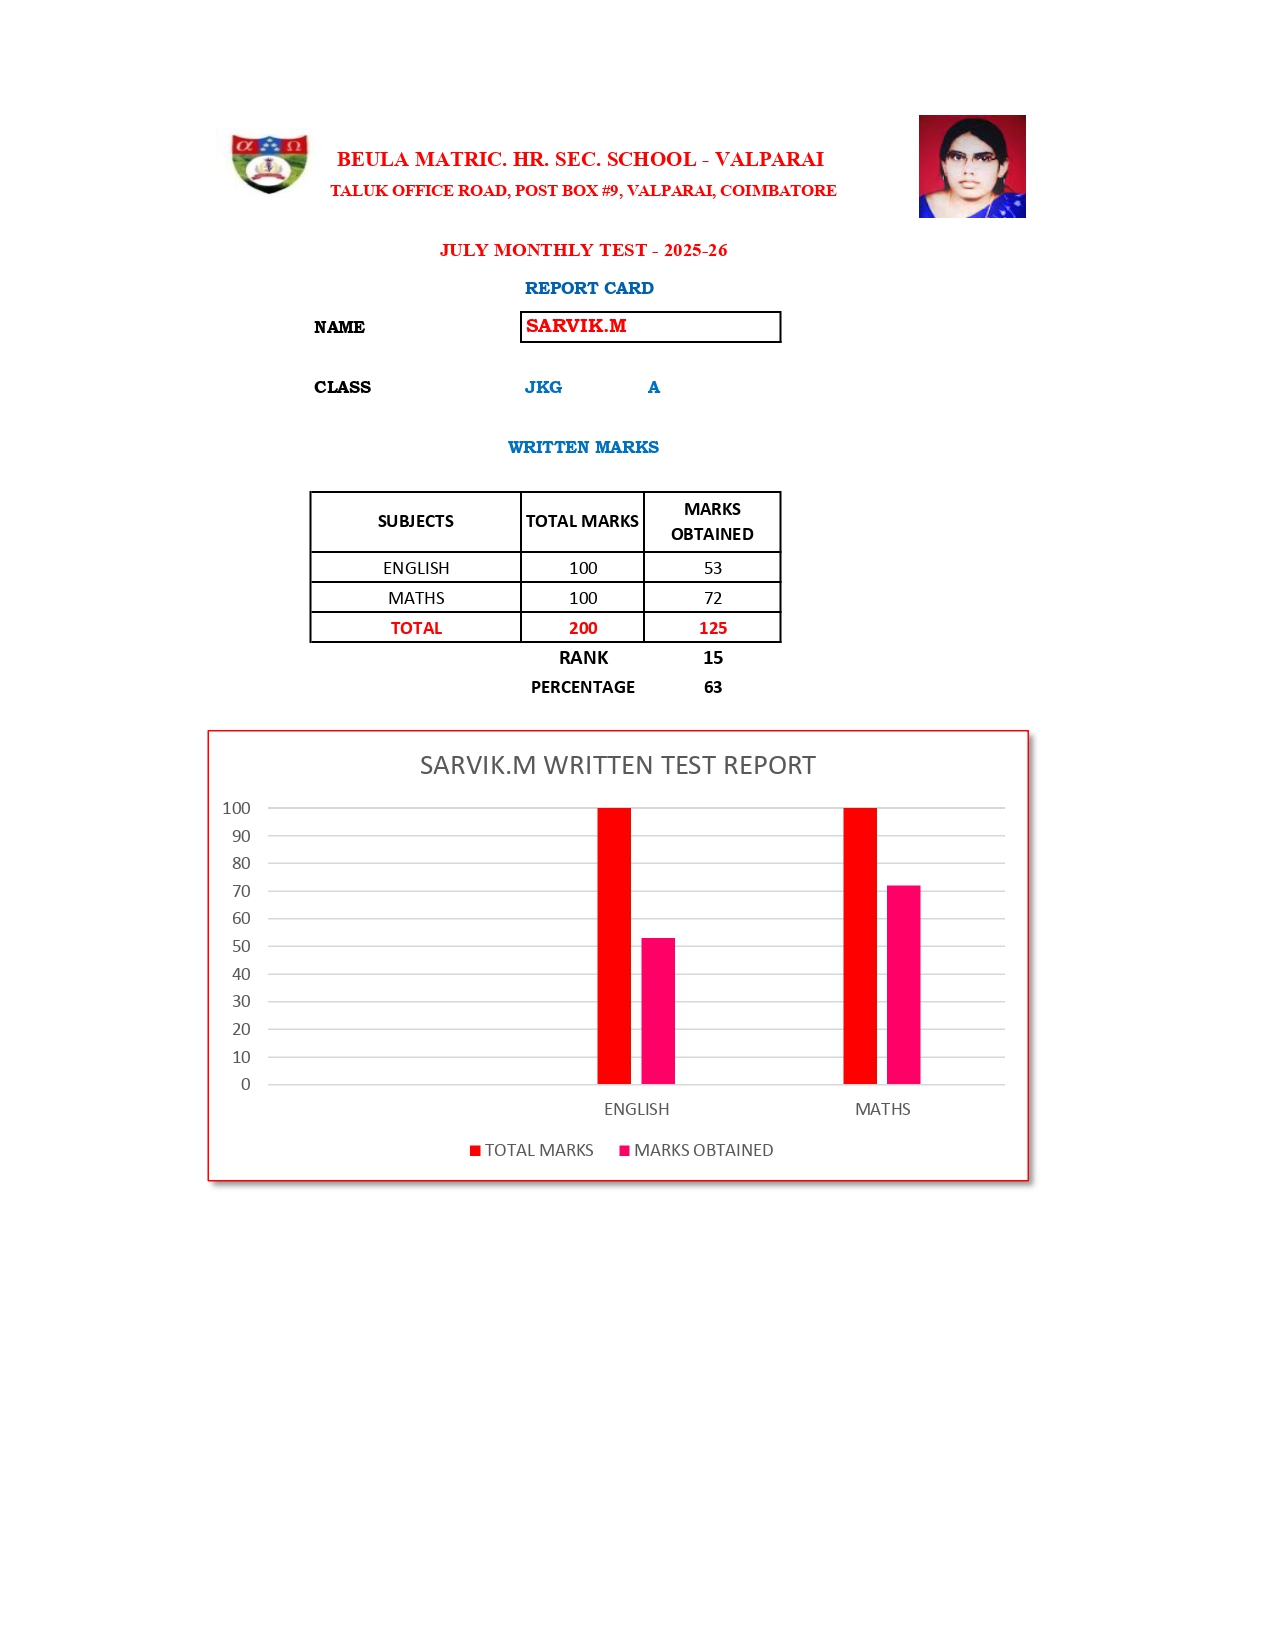 α Ω
BEULA MATRIC. HR. SEC. SCHOOL - VALPARAI
TALUK OFFICE ROAD, POST BOX #9, VALPARAI, COIMBATORE
JULY MONTHLY TEST - 2025-26
REPORT CARD
NAME SARVIK.M
CLASS JKG A
WRITTEN MARKS
SUBJECTS TOTAL MARKS MARKS OBTAINED
ENGLISH 100 53
MATHS 100 72
TOTAL 200 125
RANK 15
PERCENTAGE 63
SARVIK.M WRITTEN TEST REPORT
100
90
80
70
60
50
40
30
20
10
0
ENGLISH MATHS
TOTAL MARKS MARKS OBTAINED